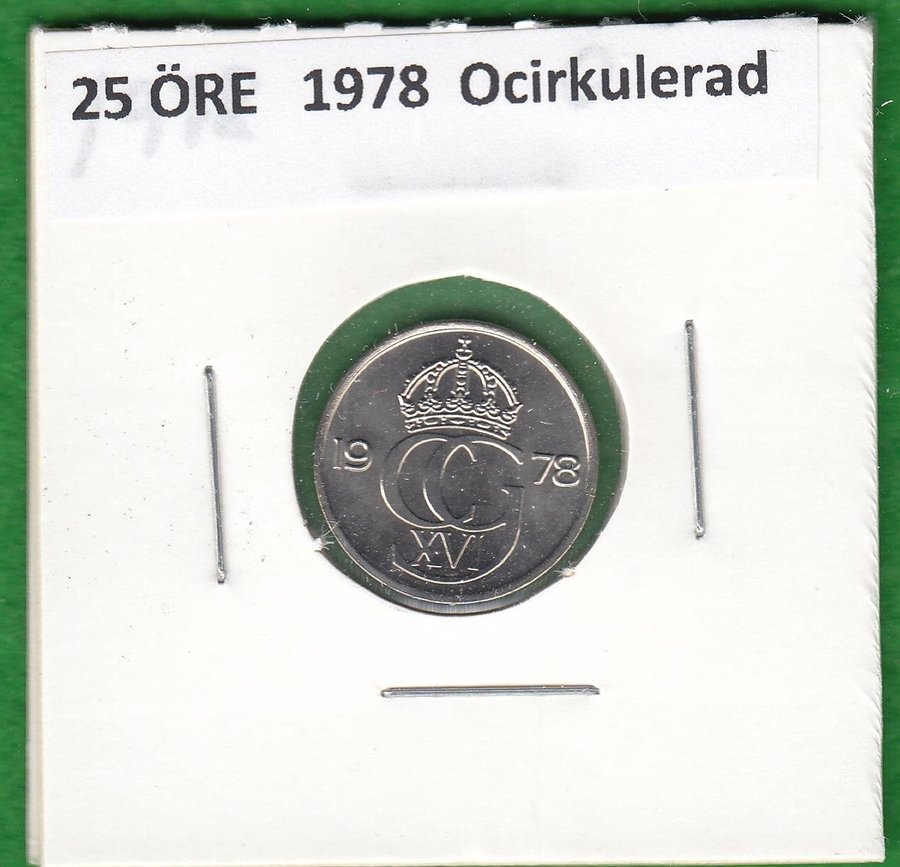 25 ÖRE 1978 Ocirkulerad
19 78
CG
XVI